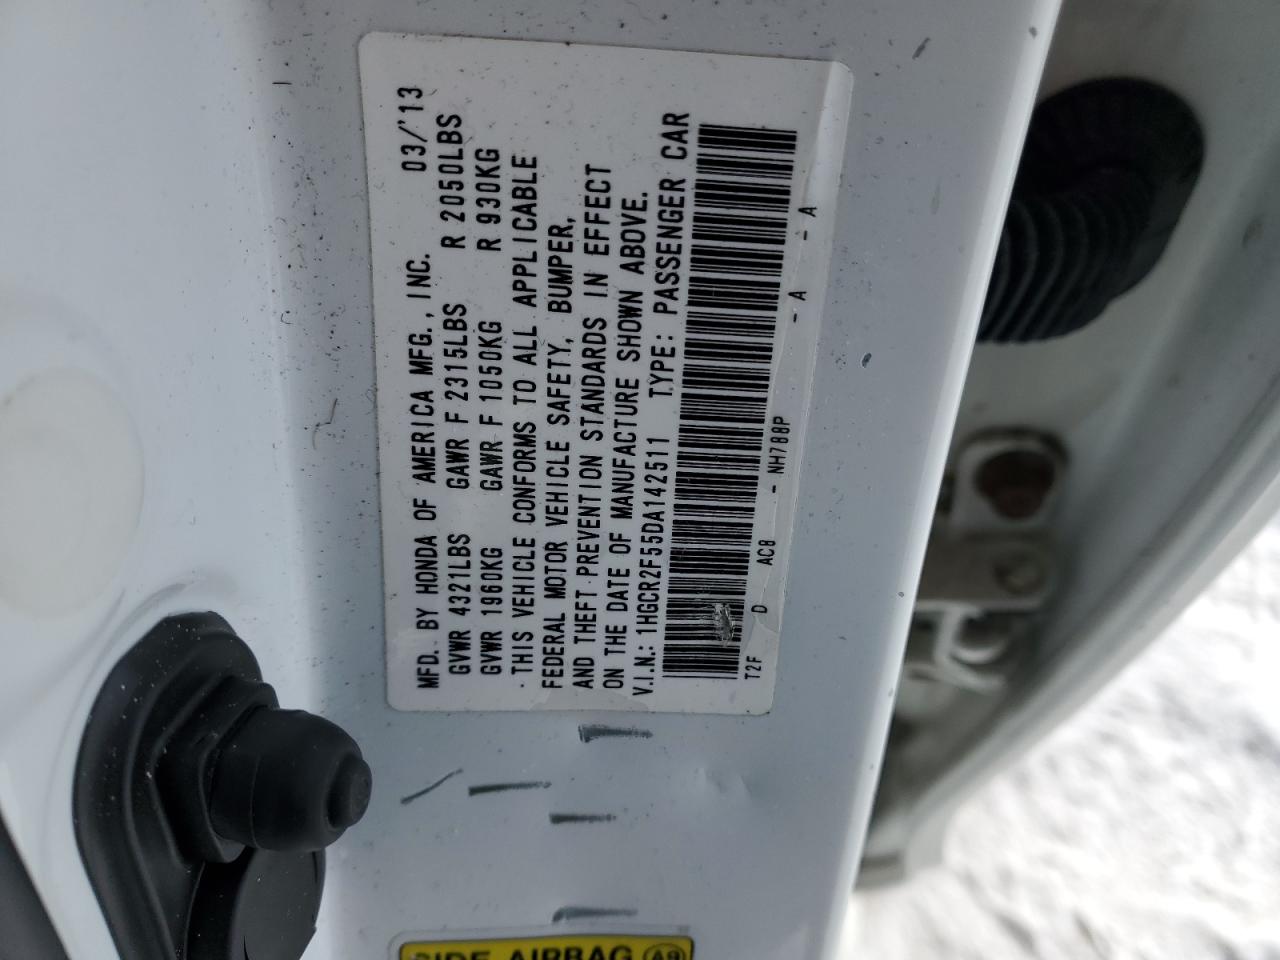 MFD. BY HONDA OF AMERICA MFG., INC. 03/'13
GVWR 4321LBS GAWR F 2315LBS R 2050LBS
GVWR 1960KG GAWR F 1050KG R 930KG
· THIS VEHICLE CONFORMS TO ALL APPLICABLE
FEDERAL MOTOR VEHICLE SAFETY, BUMPER,
AND THEFT PREVENTION STANDARDS IN EFFECT
ON THE DATE OF MANUFACTURE SHOWN ABOVE.
V.I.N.: 1HGCR2F55DA142511 TYPE: PASSENGER CAR
T2F D AC8 - NH788P - A - A
SIDE AIRBAG A9